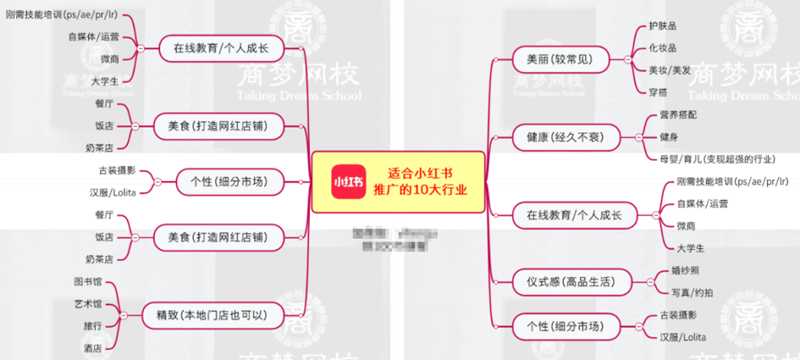 小红书
适合小红书
推广的10大行业
在线教育/个人成长
刚需技能培训(ps/ae/pr/lr)
自媒体/运营
微商
大学生
美食(打造网红店铺)
餐厅
饭店
奶茶店
个性(细分市场)
古装摄影
汉服/Lolita
美食(打造网红店铺)
餐厅
饭店
奶茶店
精致(本地门店也可以)
图书馆
艺术馆
旅行
酒店
美丽(较常见)
护肤品
化妆品
美妆/美发
穿搭
健康(经久不衰)
营养搭配
健身
母婴/育儿(变现超强的行业)
在线教育/个人成长
刚需技能培训(ps/ae/pr/lr)
自媒体/运营
微商
大学生
仪式感(高品生活)
婚纱照
写真/约拍
个性(细分市场)
古装摄影
汉服/Lolita
商梦网校
Taking Dream School
商梦网校
Taking Dream School